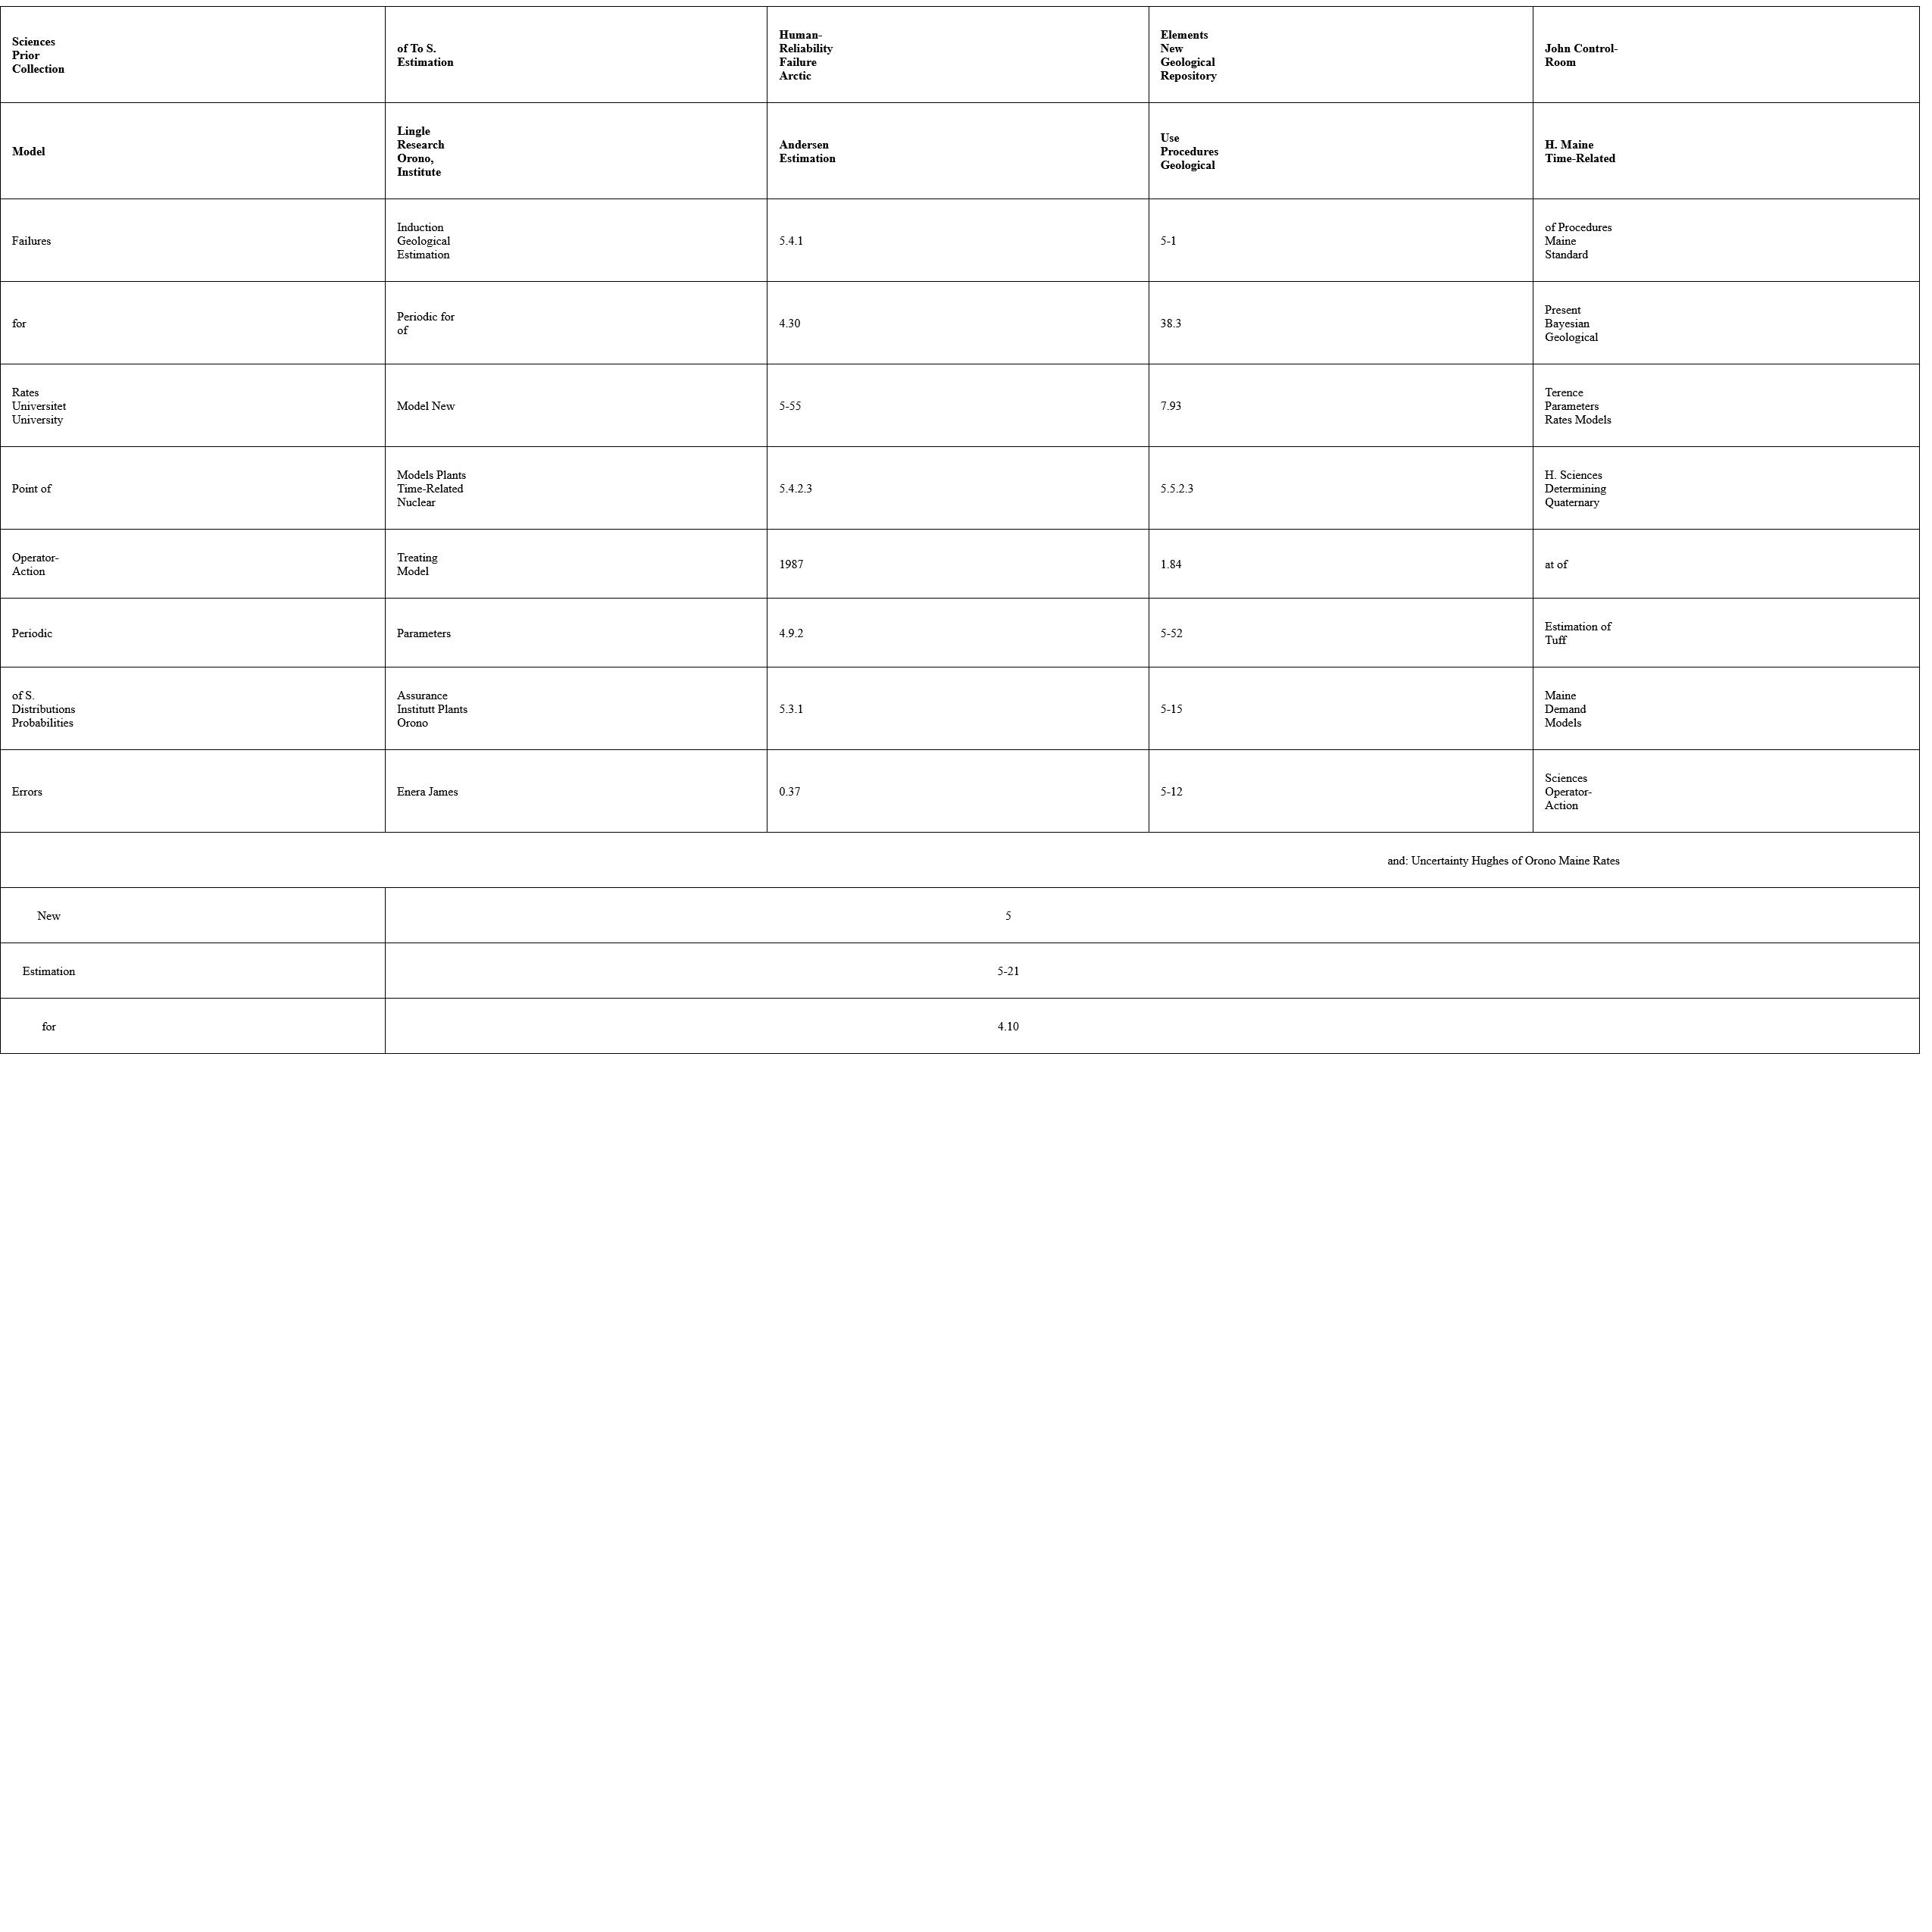 Sciences
Prior
Collection
of To S.
Estimation
Human-
Reliability
Failure
Arctic
Elements
New
Geological
Repository
John Control-
Room
Model
Lingle
Research
Orono,
Institute
Andersen
Estimation
Use
Procedures
Geological
H. Maine
Time-Related
Failures
Induction
Geological
Estimation
5.4.1
5-1
of Procedures
Maine
Standard
for
Periodic for
of
4.30
38.3
Present
Bayesian
Geological
Rates
Universitet
University
Model New
5-55
7.93
Terence
Parameters
Rates Models
Point of
Models Plants
Time-Related
Nuclear
5.4.2.3
5.5.2.3
H. Sciences
Determining
Quaternary
Operator-
Action
Treating
Model
1987
1.84
at of
Periodic
Parameters
4.9.2
5-52
Estimation of
Tuff
of S.
Distributions
Probabilities
Assurance
Institutt Plants
Orono
5.3.1
5-15
Maine
Demand
Models
Errors
Enera James
0.37
5-12
Sciences
Operator-
Action
and: Uncertainty Hughes of Orono Maine Rates
New
5
Estimation
5-21
for
4.10